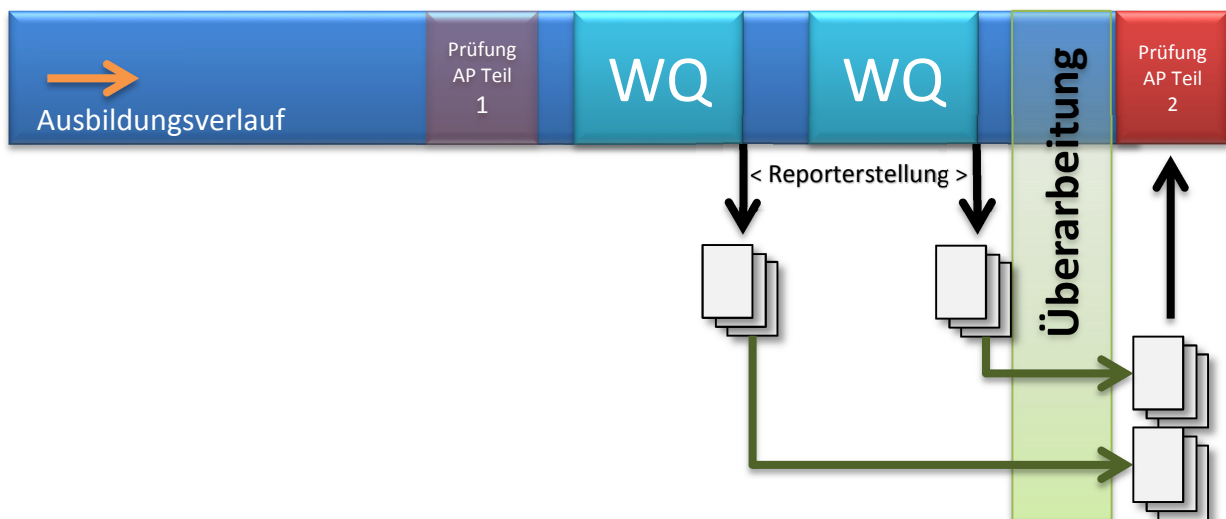 Ausbildungsverlauf
Prüfung
AP Teil
1
WQ
WQ
Überarbeitung
Prüfung
AP Teil
2
< Reporterstellung >